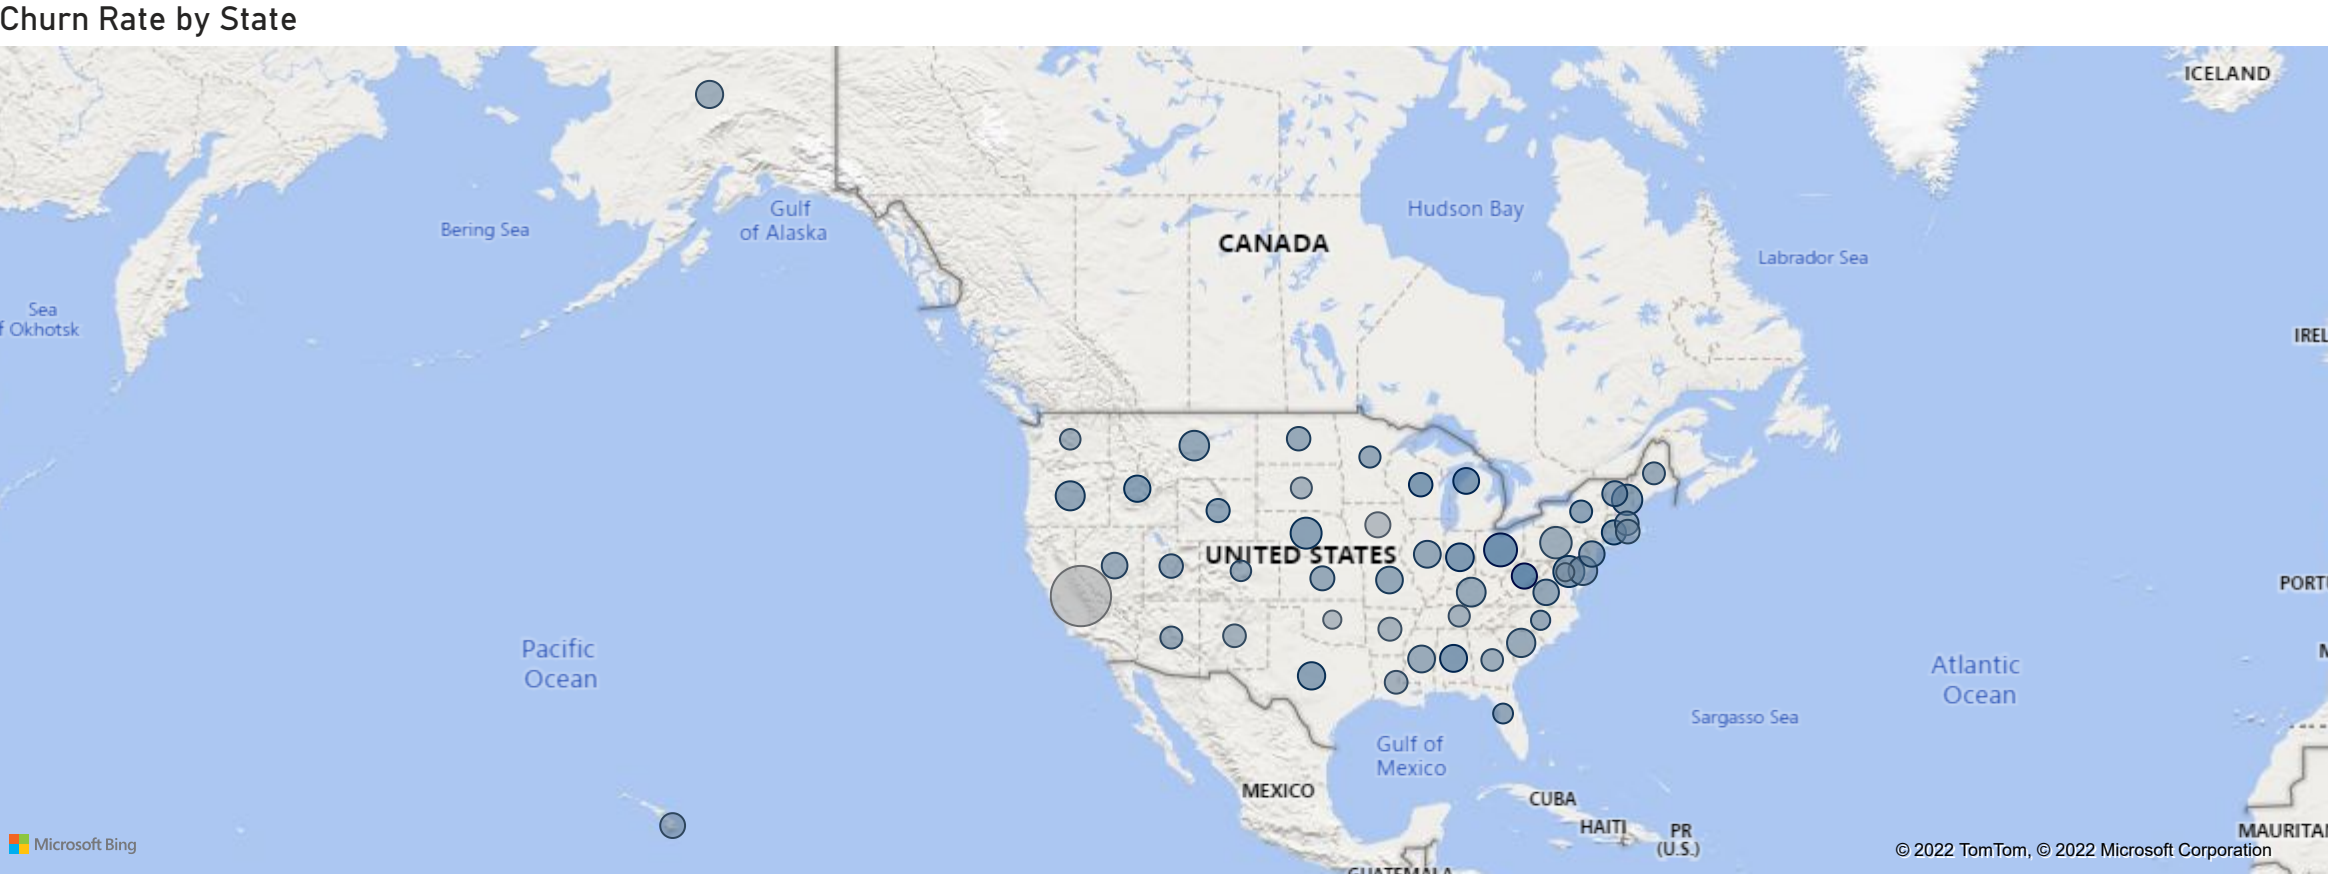 Churn Rate by State
ICELAND
Gulf
of Alaska
Bering Sea
Hudson Bay
CANADA
Labrador Sea
Sea
f Okhotsk
IREL
UNITED STATES
PORTU
Pacific
Ocean
Atlantic
Ocean
Sargasso Sea
Gulf of
Mexico
MEXICO
CUBA
HAITI
PR
(U.S.)
MAURITA
GUATEMALA
Microsoft Bing
© 2022 TomTom, © 2022 Microsoft Corporation